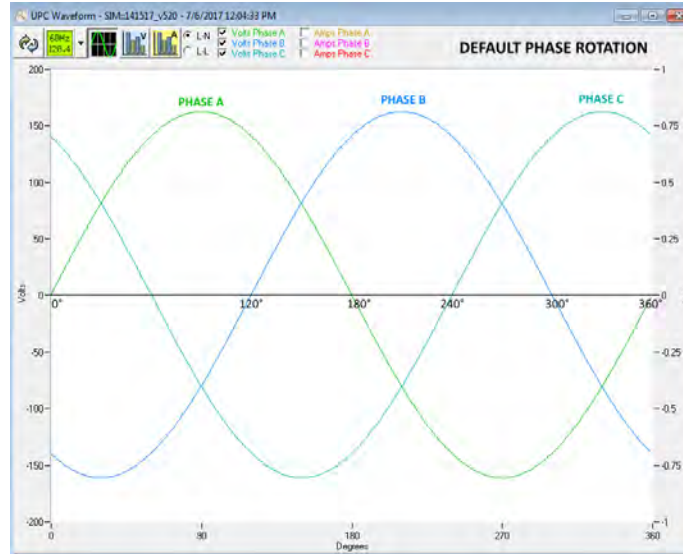 UPC Waveform - SIM:141517_v520 - 7/6/2017 12:04:33 PM
60Hz
120.4
V
A
L-N
L-L
Volts Phase A
Volts Phase B
Volts Phase C
Amps Phase A
Amps Phase B
Amps Phase C
DEFAULT PHASE ROTATION
PHASE A
PHASE B
PHASE C
200
150
100
50
0
-50
-100
-150
-200
Volts
1
0.75
0.5
0.25
0
-0.25
-0.5
-0.75
-1
0°
120°
180°
240°
300°
360°
0
90
180
270
360
Degrees